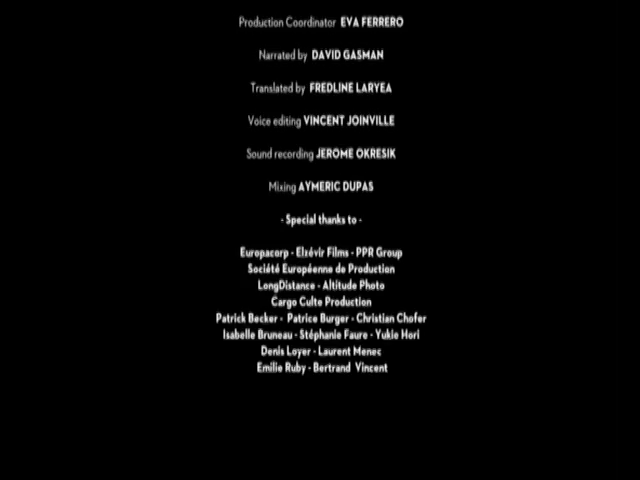 Production Coordinator EVA FERRERO
Narrated by DAVID GASMAN
Translated by FREDLINE LARYEA
Voice editing VINCENT JOINVILLE
Sound recording JEROME OKRESIK
Mixing AYMERIC DUPAS
- Special thanks to -
Europacorp - Elzévir Films - PPR Group
Société Européenne de Production
LongDistance - Altitude Photo
Cargo Culte Production
Patrick Becker - Patrice Burger - Christian Chofer
Isabelle Bruneau - Stéphanie Faure - Yukie Hori
Denis Loyer - Laurent Menec
Emilie Ruby - Bertrand Vincent